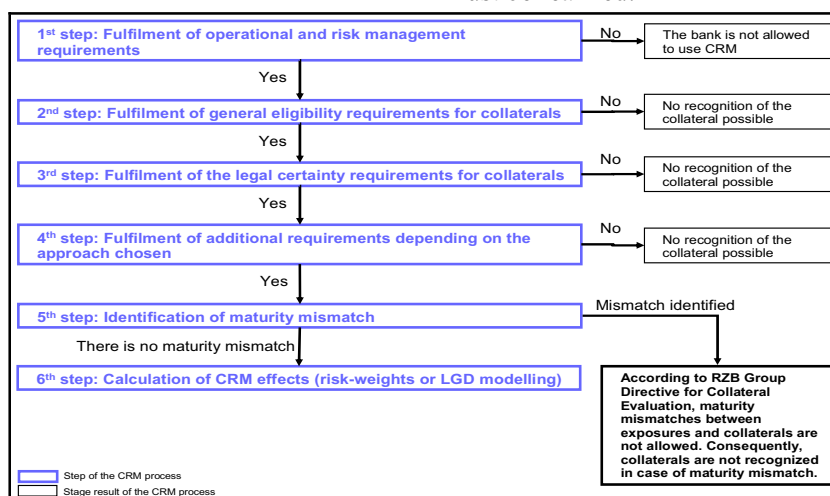 1st step: Fulfilment of operational and risk management
requirements
No
The bank is not allowed
to use CRM
Yes
2nd step: Fulfilment of general eligibility requirements for collaterals
No
No recognition of the
collateral possible
Yes
3rd step: Fulfilment of the legal certainty requirements for collaterals
No
No recognition of the
collateral possible
Yes
4th step: Fulfilment of additional requirements depending on the
approach chosen
No
No recognition of the
collateral possible
Yes
5th step: Identification of maturity mismatch
Mismatch identified
There is no maturity mismatch
6th step: Calculation of CRM effects (risk-weights or LGD modelling)
According to RZB Group
Directive for Collateral
Evaluation, maturity
mismatches between
exposures and collaterals are
not allowed. Consequently,
collaterals are not recognized
in case of maturity mismatch.
Step of the CRM process
Stage result of the CRM process